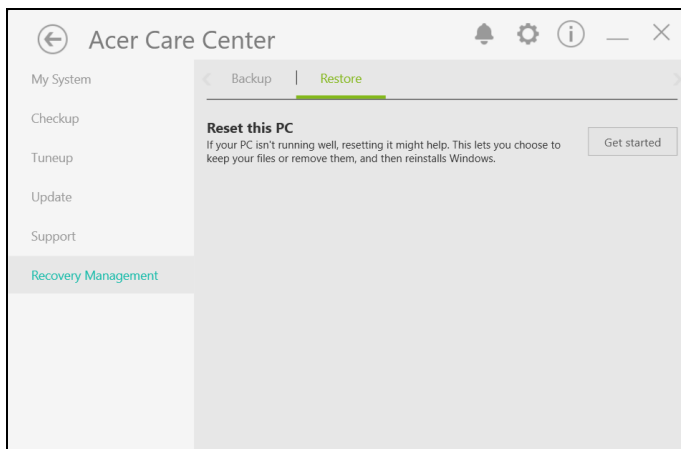 Acer Care Center
My System
Checkup
Tuneup
Update
Support
Recovery Management
Backup | Restore
Reset this PC
If your PC isn't running well, resetting it might help. This lets you choose to
keep your files or remove them, and then reinstalls Windows.
Get started